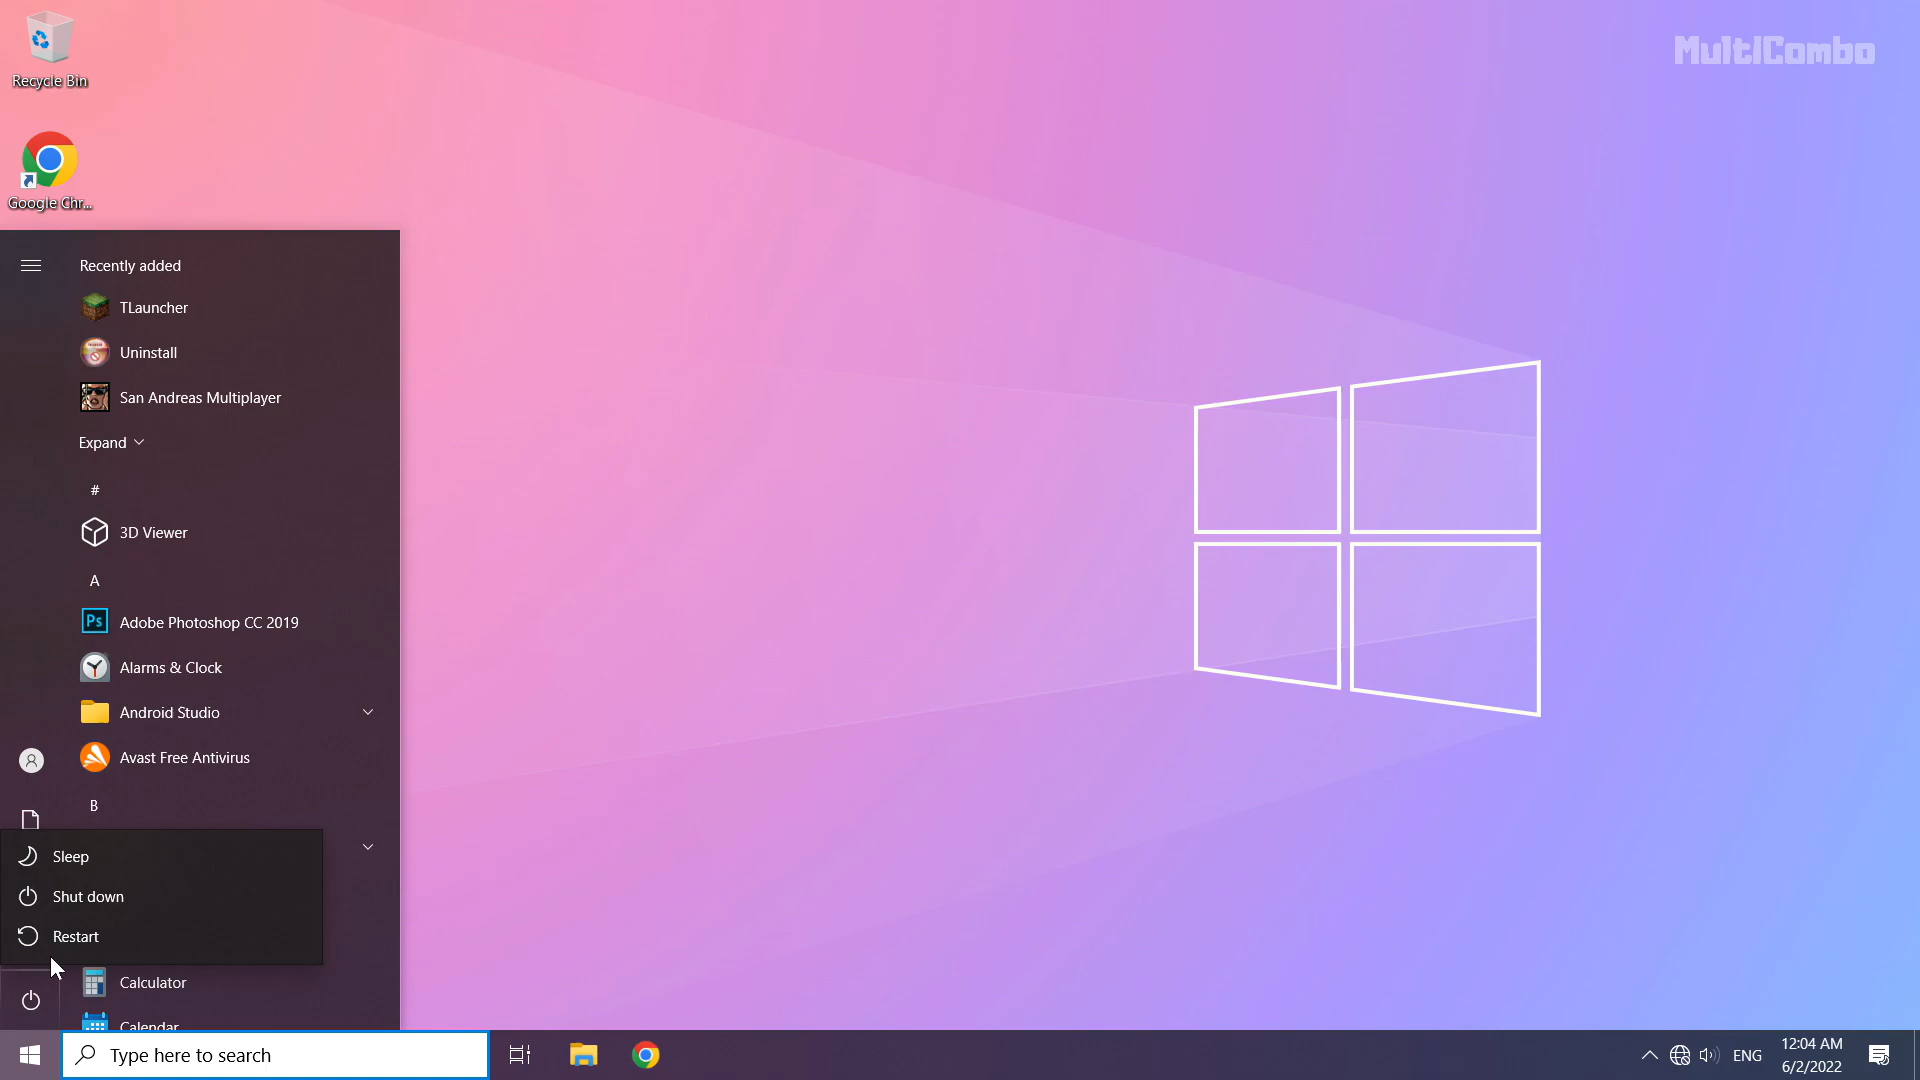 MultiCombo
Recycle Bin
Google Chr...
Recently added
TLauncher
Uninstall
San Andreas Multiplayer
Expand
#
3D Viewer
A
Ps
Adobe Photoshop CC 2019
Alarms & Clock
Android Studio
Avast Free Antivirus
B
Sleep
Shut down
Restart
Calculator
Calendar
Type here to search
ENG
12:04 AM
6/2/2022